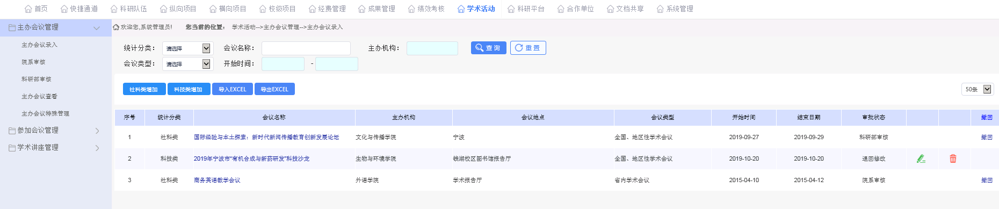 首页 快捷通道 科研队伍 纵向项目 横向项目 校级项目 经费管理 成果管理 绩效考核 学术活动 科研平台 合作单位 文档共享 系统管理
主办会议管理
主办会议录入
院系审核
科研部审核
主办会议查看
主办会议特殊管理
参加会议管理
学术讲座管理
欢迎您,系统管理员! 您当前的位置： 学术活动-->主办会议管理-->主办会议录入
统计分类： 请选择 会议名称： 主办机构： 查询 重置
会议类型： 请选择 开始时间： -
社科类增加 科技类增加 导入EXCEL 导出EXCEL 50条
序号 统计分类 会议名称 主办机构 会议地点 会议类型 开始时间 结束日期 审批状态 撤回
1 社科类 国际经验与本土探索：新时代新闻传播教育创新发展论坛 文化与传播学院 宁波 全国、地区性学术会议 2019-09-27 2019-09-29 科研部审核 撤回
2 科技类 2019年宁波市“有机合成与新药研发”科技沙龙 生物与环境学院 钱湖校区图书馆报告厅 全国、地区性学术会议 2019-10-20 2019-10-20 退回修改
3 社科类 商务英语教学会议 外语学院 学术报告厅 省内学术会议 2015-04-10 2015-04-12 院系审核 撤回